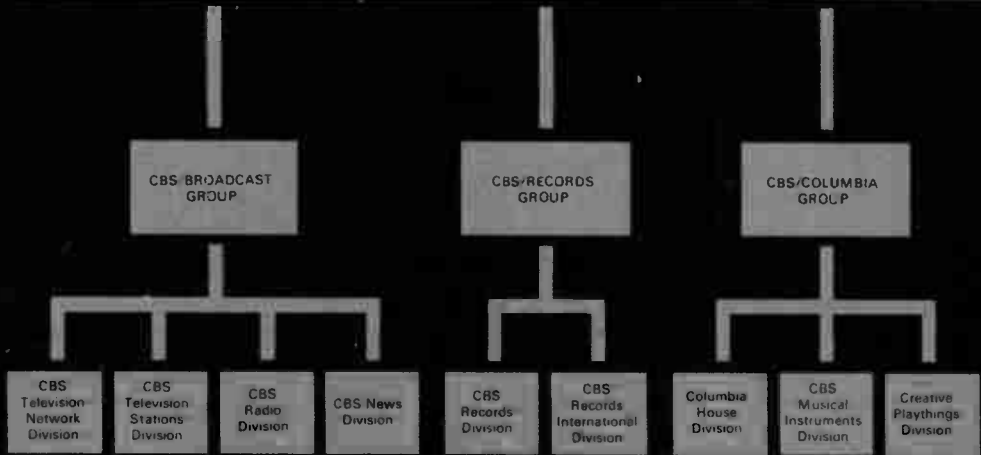 CBS/BROADCAST
GROUP
CBS/RECORDS
GROUP
CBS/COLUMBIA
GROUP
CBS
Television
Network
Division
CBS
Television
Stations
Division
CBS
Radio
Division
CBS News
Division
CBS
Records
Division
CBS
Records
International
Division
Columbia
House
Division
CBS
Musical
Instruments
Division
Creative
Playthings
Division